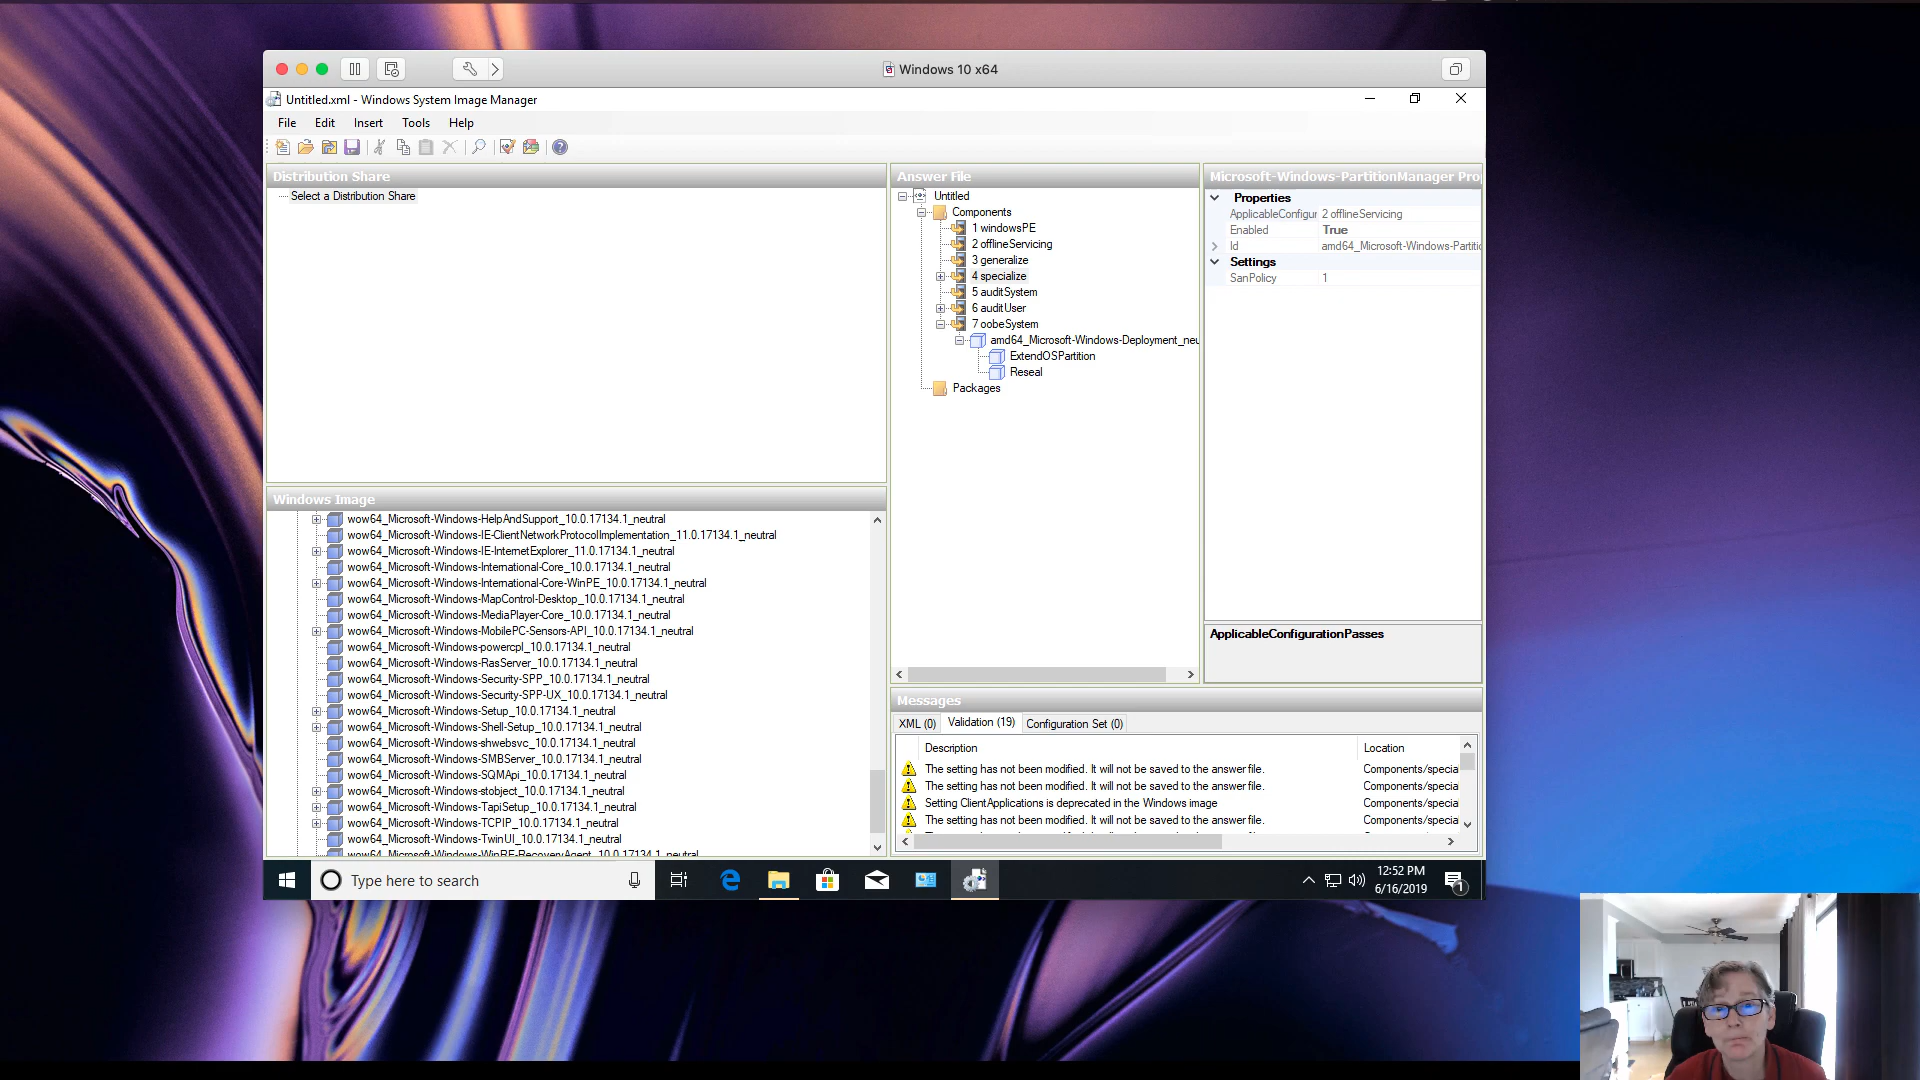 Windows 10 x64
Untitled.xml - Windows System Image Manager
File Edit Insert Tools Help
Distribution Share
Select a Distribution Share
Windows Image
wow64_Microsoft-Windows-HelpAndSupport_10.0.17134.1_neutral
wow64_Microsoft-Windows-IE-ClientNetworkProtocolImplementation_11.0.17134.1_neutral
wow64_Microsoft-Windows-IE-InternetExplorer_11.0.17134.1_neutral
wow64_Microsoft-Windows-International-Core_10.0.17134.1_neutral
wow64_Microsoft-Windows-International-Core-WinPE_10.0.17134.1_neutral
wow64_Microsoft-Windows-MapControl-Desktop_10.0.17134.1_neutral
wow64_Microsoft-Windows-MediaPlayer-Core_10.0.17134.1_neutral
wow64_Microsoft-Windows-MobilePC-Sensors-API_10.0.17134.1_neutral
wow64_Microsoft-Windows-powercpl_10.0.17134.1_neutral
wow64_Microsoft-Windows-RasServer_10.0.17134.1_neutral
wow64_Microsoft-Windows-Security-SPP_10.0.17134.1_neutral
wow64_Microsoft-Windows-Security-SPP-UX_10.0.17134.1_neutral
wow64_Microsoft-Windows-Setup_10.0.17134.1_neutral
wow64_Microsoft-Windows-Shell-Setup_10.0.17134.1_neutral
wow64_Microsoft-Windows-shwebsvc_10.0.17134.1_neutral
wow64_Microsoft-Windows-SMBServer_10.0.17134.1_neutral
wow64_Microsoft-Windows-SQMApi_10.0.17134.1_neutral
wow64_Microsoft-Windows-stobject_10.0.17134.1_neutral
wow64_Microsoft-Windows-TapiSetup_10.0.17134.1_neutral
wow64_Microsoft-Windows-TCPIP_10.0.17134.1_neutral
wow64_Microsoft-Windows-TwinUI_10.0.17134.1_neutral
wow64_Microsoft-Windows-WinRE-RecoveryAgent_10.0.17134.1_neutral
Answer File
Untitled
Components
1 windowsPE
2 offlineServicing
3 generalize
4 specialize
5 auditSystem
6 auditUser
7 oobeSystem
amd64_Microsoft-Windows-Deployment_neu
ExtendOSPartition
Reseal
Packages
Microsoft-Windows-PartitionManager Pro
Properties
ApplicableConfigur 2 offlineServicing
Enabled True
Id amd64_Microsoft-Windows-Partitio
Settings
SanPolicy 1
ApplicableConfigurationPasses
Messages
XML (0) Validation (19) Configuration Set (0)
Description Location
The setting has not been modified. It will not be saved to the answer file. Components/specia
The setting has not been modified. It will not be saved to the answer file. Components/specia
Setting ClientApplications is deprecated in the Windows image Components/specia
The setting has not been modified. It will not be saved to the answer file. Components/specia
Type here to search
12:52 PM
6/16/2019
1